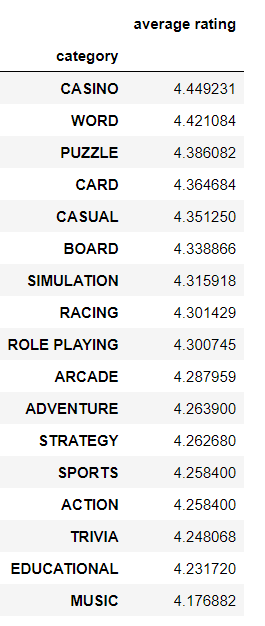 average rating
category
CASINO 4.449231
WORD 4.421084
PUZZLE 4.386082
CARD 4.364684
CASUAL 4.351250
BOARD 4.338866
SIMULATION 4.315918
RACING 4.301429
ROLE PLAYING 4.300745
ARCADE 4.287959
ADVENTURE 4.263900
STRATEGY 4.262680
SPORTS 4.258400
ACTION 4.258400
TRIVIA 4.248068
EDUCATIONAL 4.231720
MUSIC 4.176882